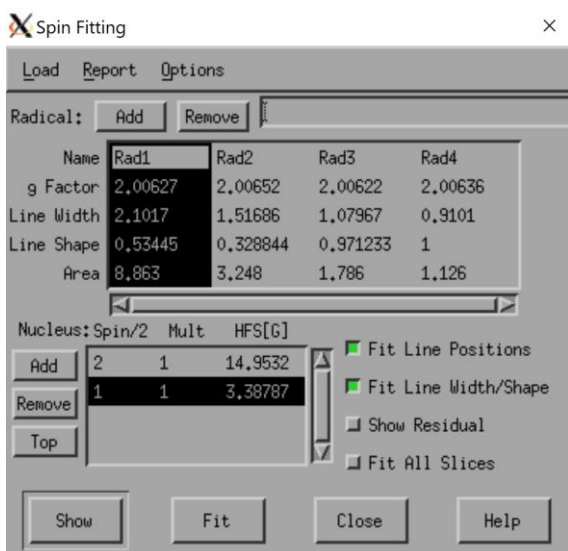 Spin Fitting
Load Report Options
Radical: Add Remove
Name Rad1 Rad2 Rad3 Rad4
g Factor 2.00627 2.00652 2.00622 2.00636
Line Width 2.1017 1.51686 1.07967 0.9101
Line Shape 0.53445 0.328844 0.971233 1
Area 8.863 3.248 1.786 1.126
Nucleus: Spin/2 Mult HFS[G]
Add 2 1 14.9532
Remove 1 1 3.38787
Top
Fit Line Positions
Fit Line Width/Shape
Show Residual
Fit All Slices
Show Fit Close Help